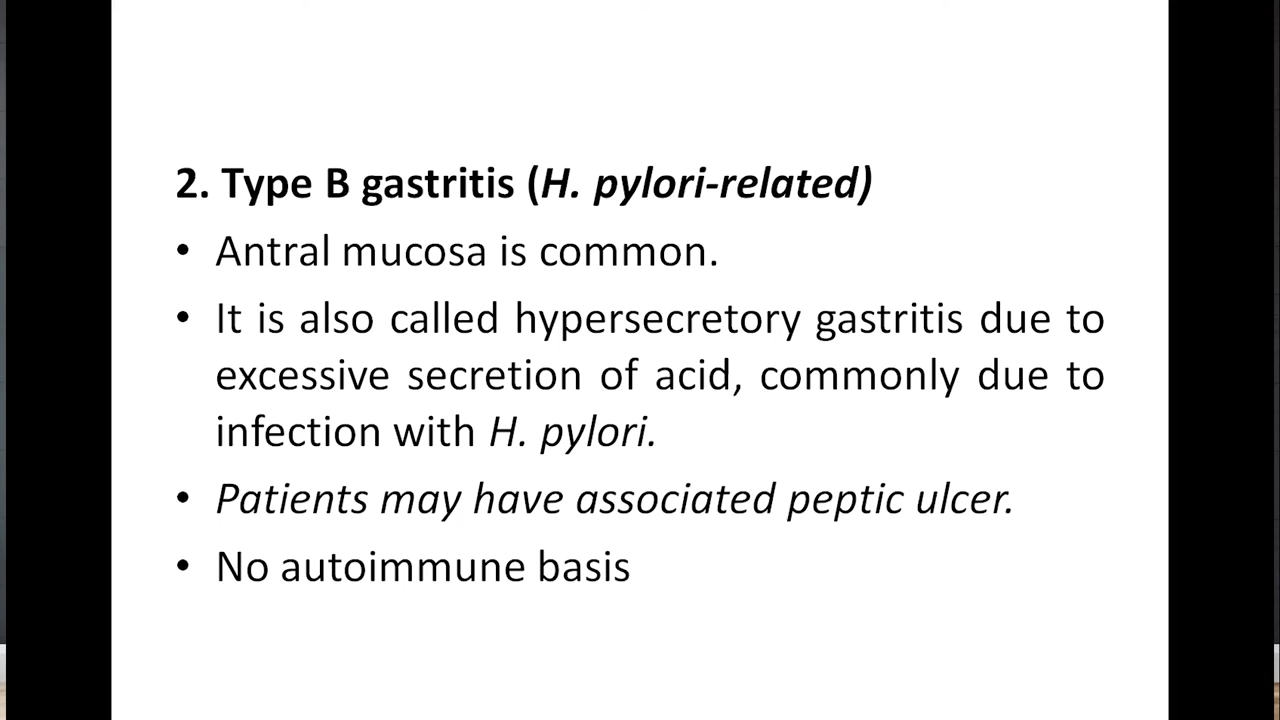 2. Type B gastritis (H. pylori-related)
• Antral mucosa is common.
• It is also called hypersecretory gastritis due to
excessive secretion of acid, commonly due to
infection with H. pylori.
• Patients may have associated peptic ulcer.
• No autoimmune basis